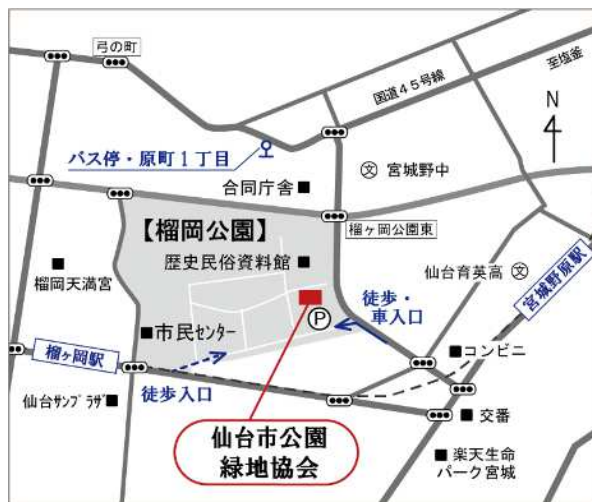 弓の町
国道45号線
至塩釜
N
バス停・原町1丁目
文 宮城野中
合同庁舎
【榴岡公園】
榴ヶ岡公園東
歴史民俗資料館
仙台育英高 文
宮城野原駅
榴岡天満宮
徒歩・
車入口
P
市民センター
榴ヶ岡駅
コンビニ
徒歩入口
仙台サンプラザ
交番
仙台市公園
緑地協会
楽天生命
パーク宮城